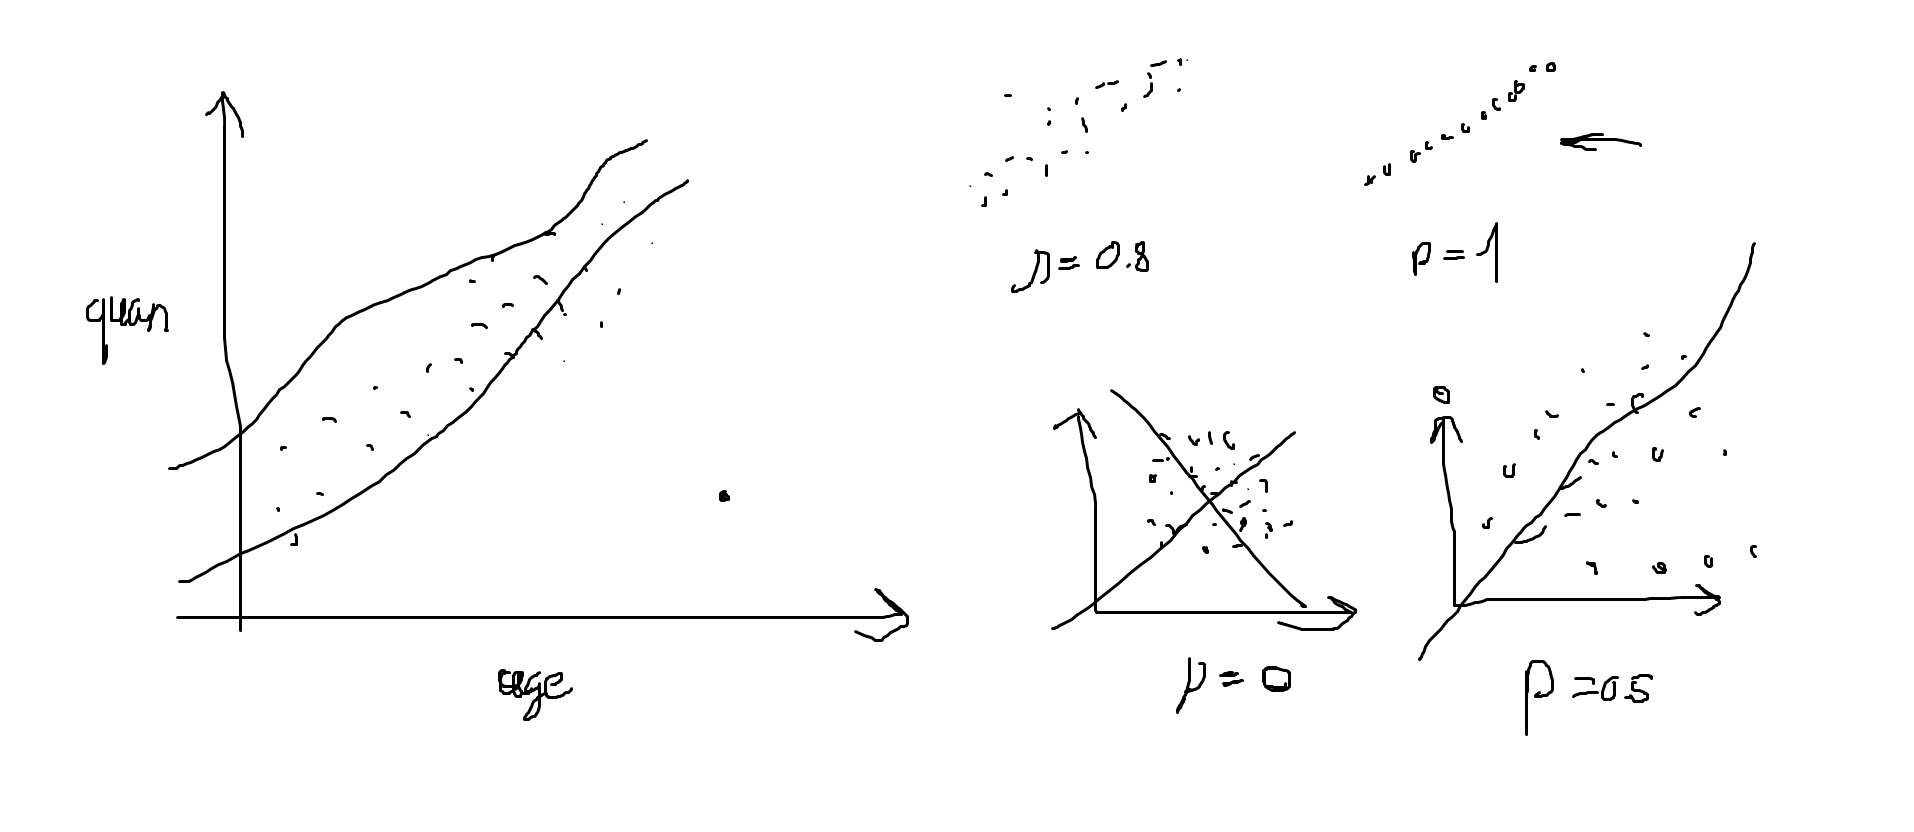 quan
age
p = 0.8
p = 1
p = 0
p = 0.5